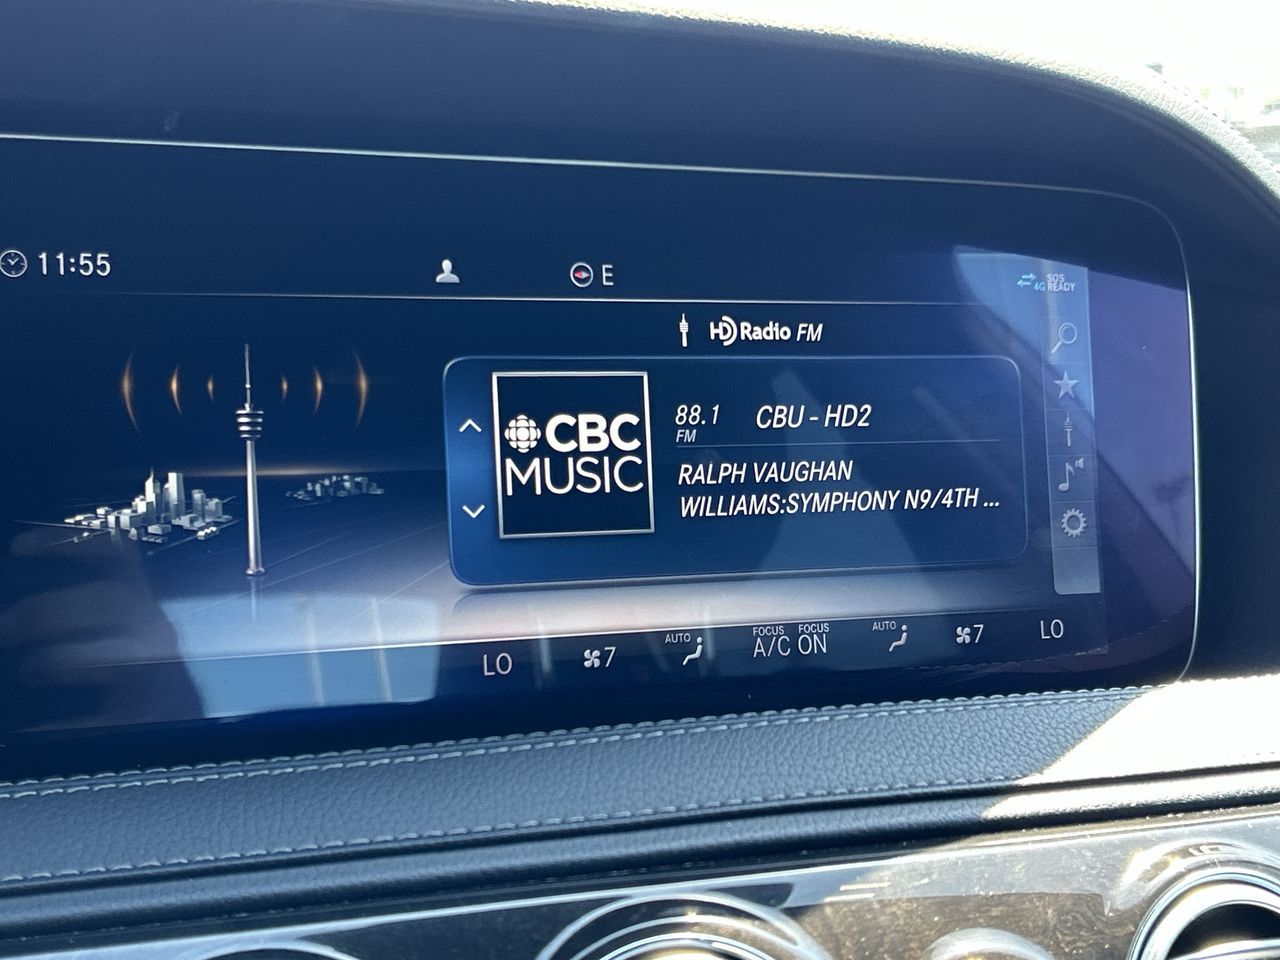 11:55
E
SOS
4G READY
HD Radio FM
CBC
MUSIC
88.1
FM
CBU - HD2
RALPH VAUGHAN
WILLIAMS:SYMPHONY N9/4TH ...
LO
7
AUTO
FOCUS FOCUS
A/C ON
AUTO
7
LO